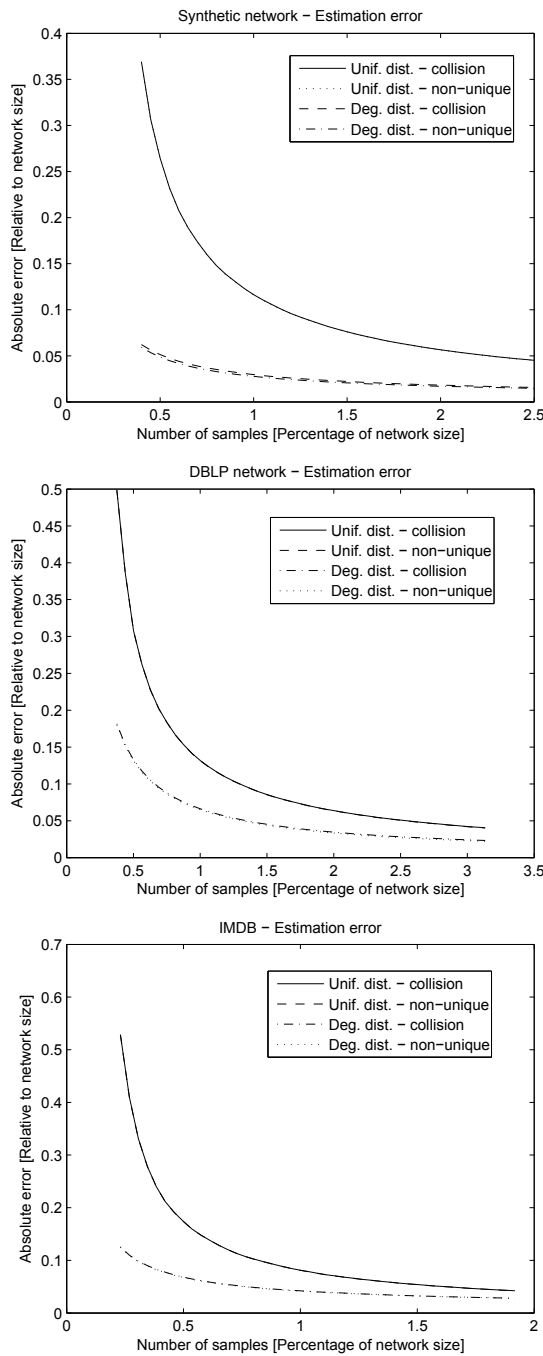 Synthetic network − Estimation error
0.4
0.35
0.3
0.25
0.2
0.15
0.1
0.05
0
Absolute error [Relative to network size]
Unif. dist. − collision
Unif. dist. − non−unique
Deg. dist. − collision
Deg. dist. − non−unique
0 0.5 1 1.5 2 2.5
Number of samples [Percentage of network size]
DBLP network − Estimation error
0.5
0.45
0.4
0.35
0.3
0.25
0.2
0.15
0.1
0.05
0
Absolute error [Relative to network size]
Unif. dist. − collision
Unif. dist. − non−unique
Deg. dist. − collision
Deg. dist. − non−unique
0 0.5 1 1.5 2 2.5 3 3.5
Number of samples [Percentage of network size]
IMDB − Estimation error
0.7
0.6
0.5
0.4
0.3
0.2
0.1
0
Absolute error [Relative to network size]
Unif. dist. − collision
Unif. dist. − non−unique
Deg. dist. − collision
Deg. dist. − non−unique
0 0.5 1 1.5 2
Number of samples [Percentage of network size]